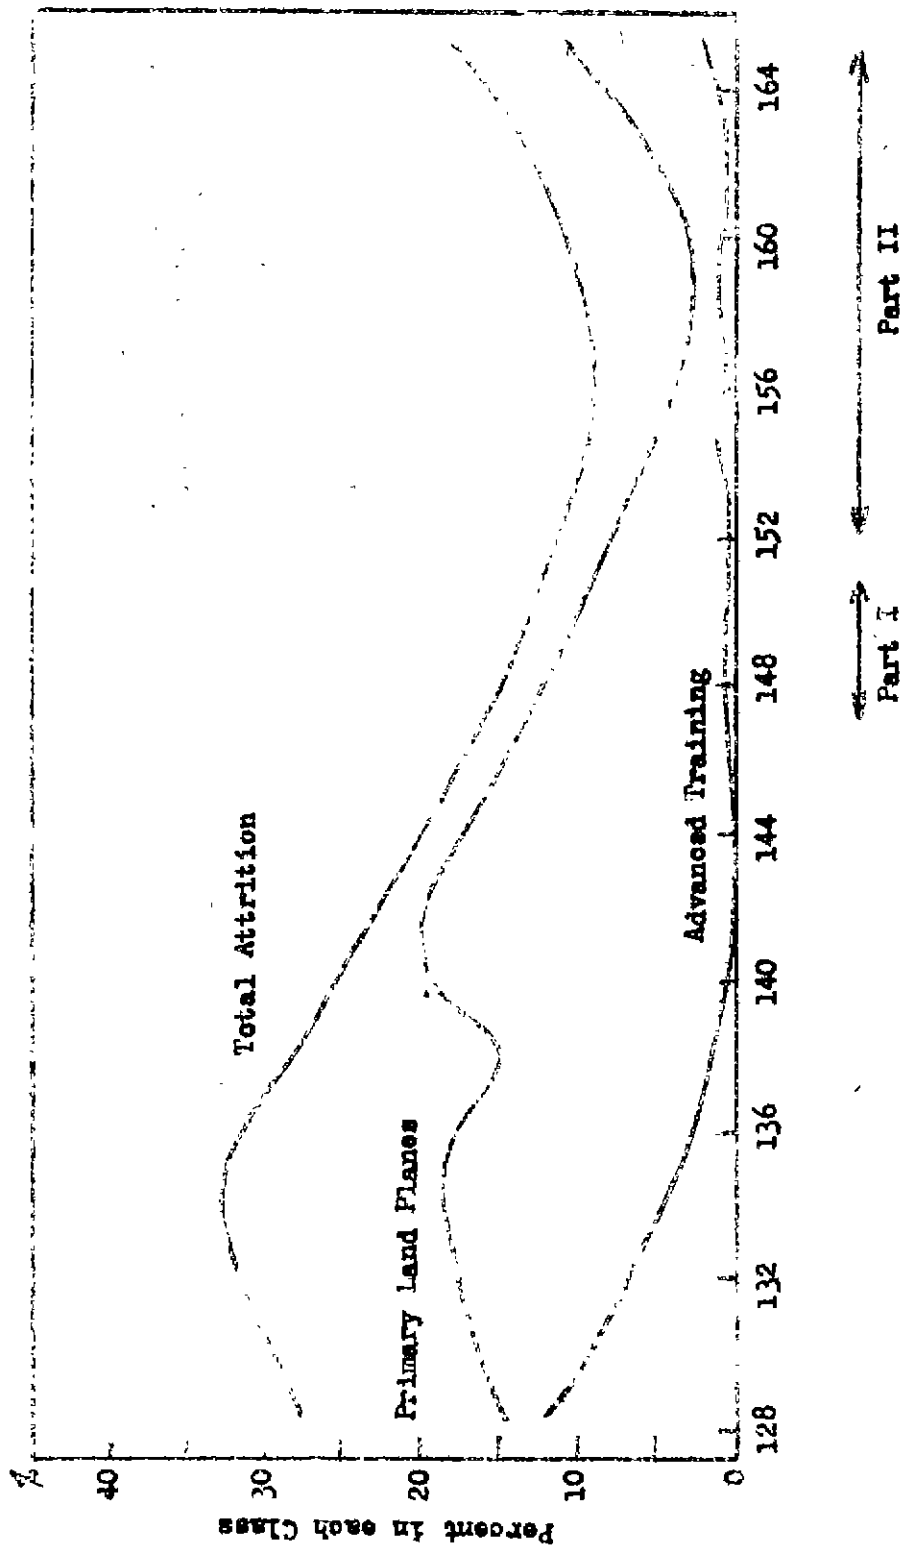 %
40
30
20
10
0
Percent in each Class
Total Attrition
Primary Land Planes
Advanced Training
128 132 136 140 144 148 152 156 160 164
Part I
Part II